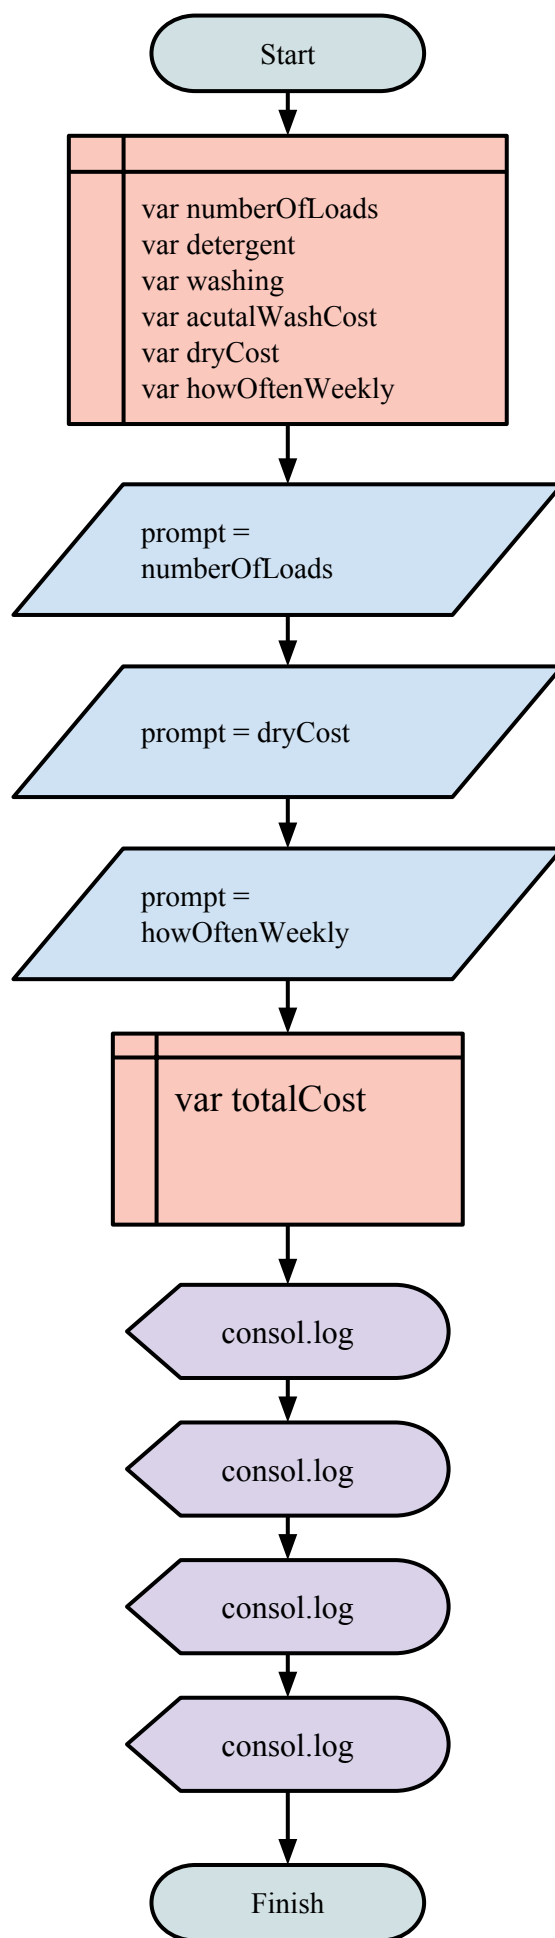 Start
var numberOfLoads
var detergent
var washing
var acutalWashCost
var dryCost
var howOftenWeekly
prompt =
numberOfLoads
prompt = dryCost
prompt =
howOftenWeekly
var totalCost
consol.log
consol.log
consol.log
consol.log
Finish